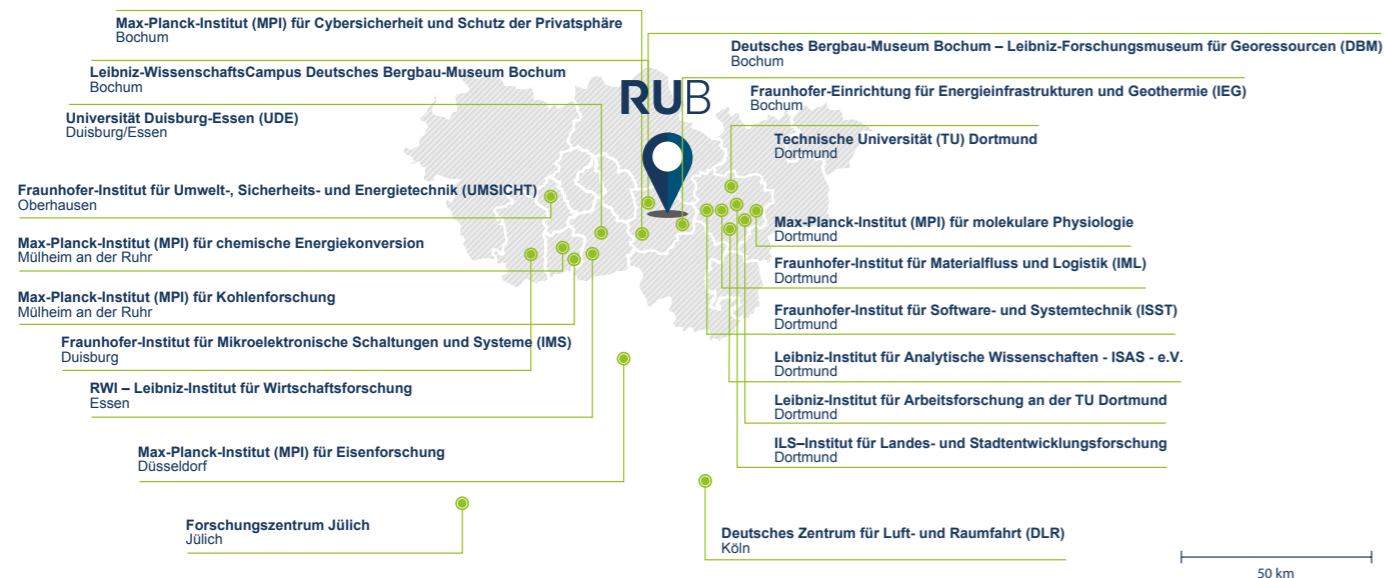 Max-Planck-Institut (MPI) für Cybersicherheit und Schutz der Privatsphäre
Bochum
Leibniz-WissenschaftsCampus Deutsches Bergbau-Museum Bochum
Bochum
Universität Duisburg-Essen (UDE)
Duisburg/Essen
Fraunhofer-Institut für Umwelt-, Sicherheits- und Energietechnik (UMSICHT)
Oberhausen
Max-Planck-Institut (MPI) für chemische Energiekonversion
Mülheim an der Ruhr
Max-Planck-Institut (MPI) für Kohlenforschung
Mülheim an der Ruhr
Fraunhofer-Institut für Mikroelektronische Schaltungen und Systeme (IMS)
Duisburg
RWI – Leibniz-Institut für Wirtschaftsforschung
Essen
Max-Planck-Institut (MPI) für Eisenforschung
Düsseldorf
Forschungszentrum Jülich
Jülich
RUB
Deutsches Bergbau-Museum Bochum – Leibniz-Forschungsmuseum für Georessourcen (DBM)
Bochum
Fraunhofer-Einrichtung für Energieinfrastrukturen und Geothermie (IEG)
Bochum
Technische Universität (TU) Dortmund
Dortmund
Max-Planck-Institut (MPI) für molekulare Physiologie
Dortmund
Fraunhofer-Institut für Materialfluss und Logistik (IML)
Dortmund
Fraunhofer-Institut für Software- und Systemtechnik (ISST)
Dortmund
Leibniz-Institut für Analytische Wissenschaften - ISAS - e.V.
Dortmund
Leibniz-Institut für Arbeitsforschung an der TU Dortmund
Dortmund
ILS–Institut für Landes- und Stadtentwicklungsforschung
Dortmund
Deutsches Zentrum für Luft- und Raumfahrt (DLR)
Köln
50 km